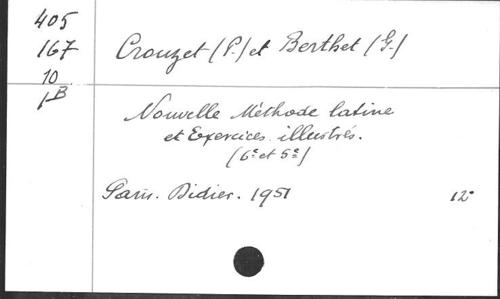 405
167
10
1B
Crouzet (P.) et Berthet (G.)
Nouvelle Méthode latine
et Exercices illustrés.
(6e et 5e)
Paris. Didier. 1951 12°